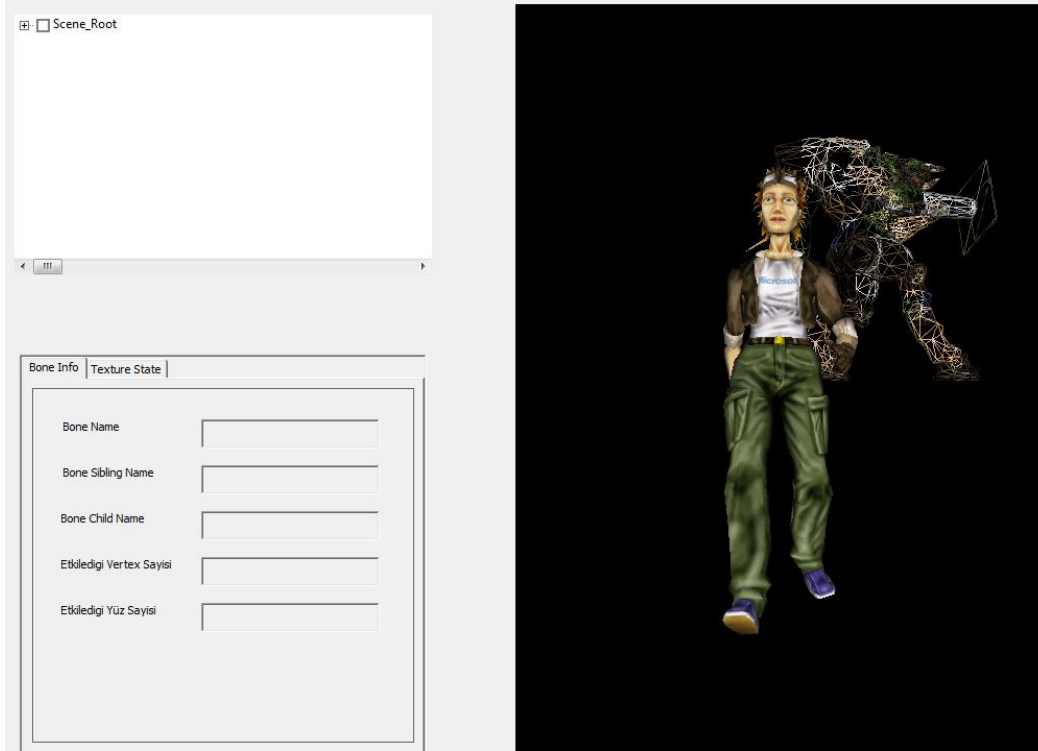 Scene_Root
Bone Info
Texture State
Bone Name
Bone Sibling Name
Bone Child Name
Etkiledigi Vertex Sayisi
Etkiledigi Yüz Sayisi
Microsoft